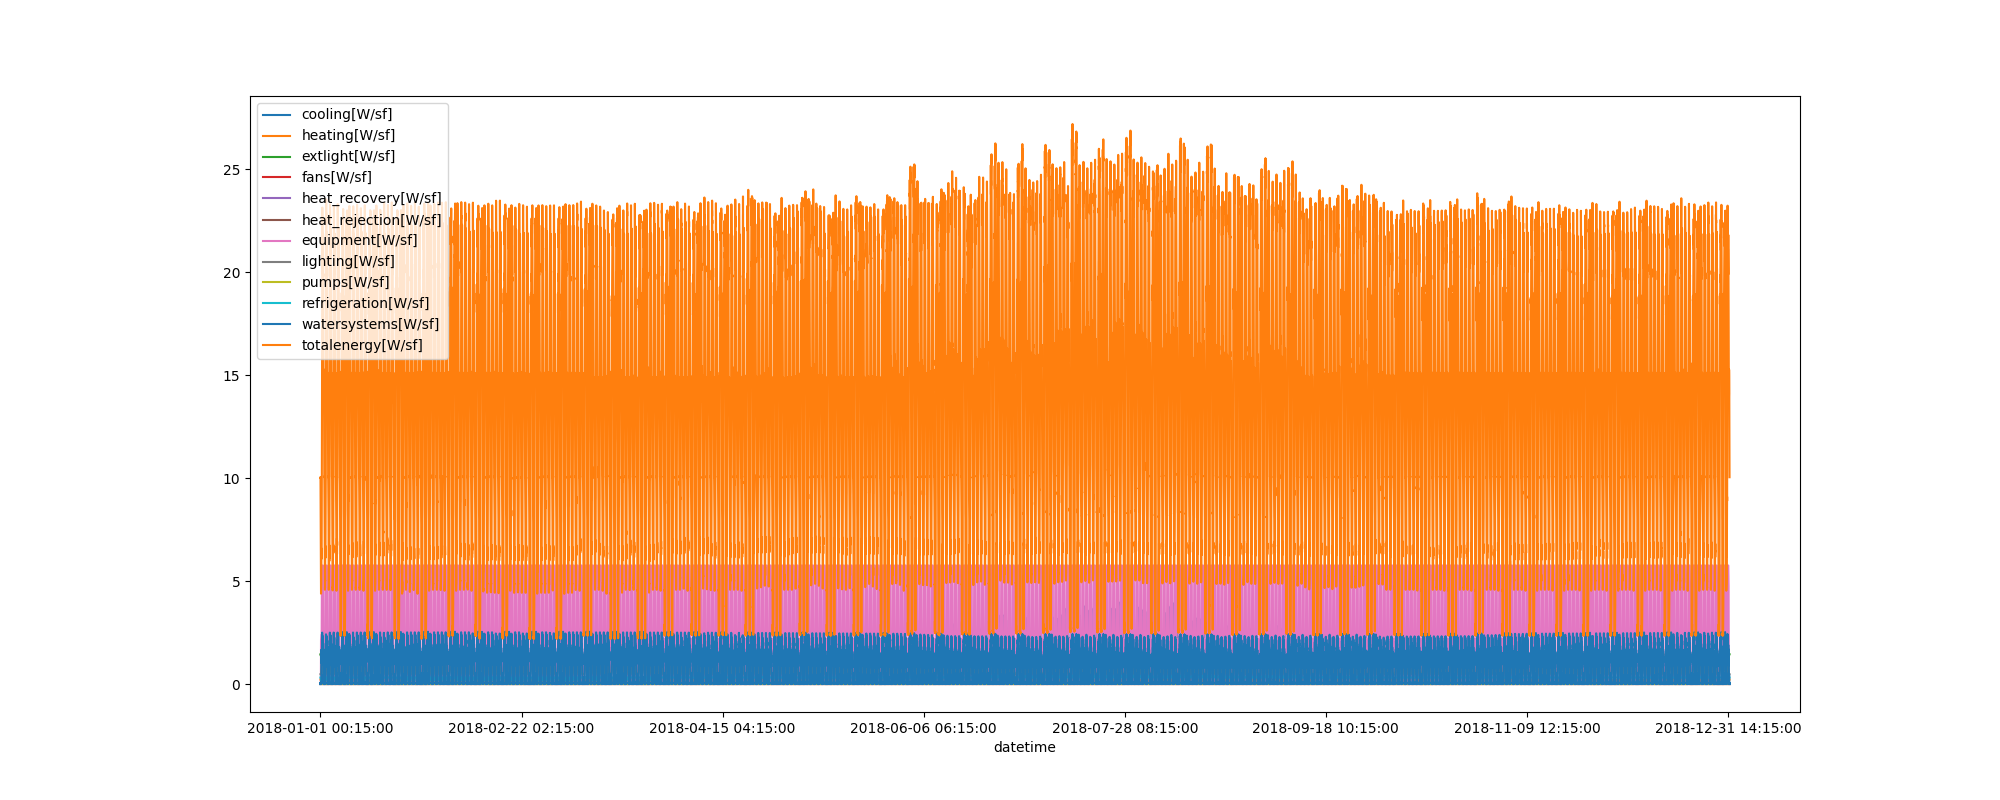 cooling[W/sf]
heating[W/sf]
extlight[W/sf]
fans[W/sf]
heat_recovery[W/sf]
heat_rejection[W/sf]
equipment[W/sf]
lighting[W/sf]
pumps[W/sf]
refrigeration[W/sf]
watersystems[W/sf]
totalenergy[W/sf]
25
20
15
10
5
0
2018-01-01 00:15:00 2018-02-22 02:15:00 2018-04-15 04:15:00 2018-06-06 06:15:00 2018-07-28 08:15:00 2018-09-18 10:15:00 2018-11-09 12:15:00 2018-12-31 14:15:00
datetime